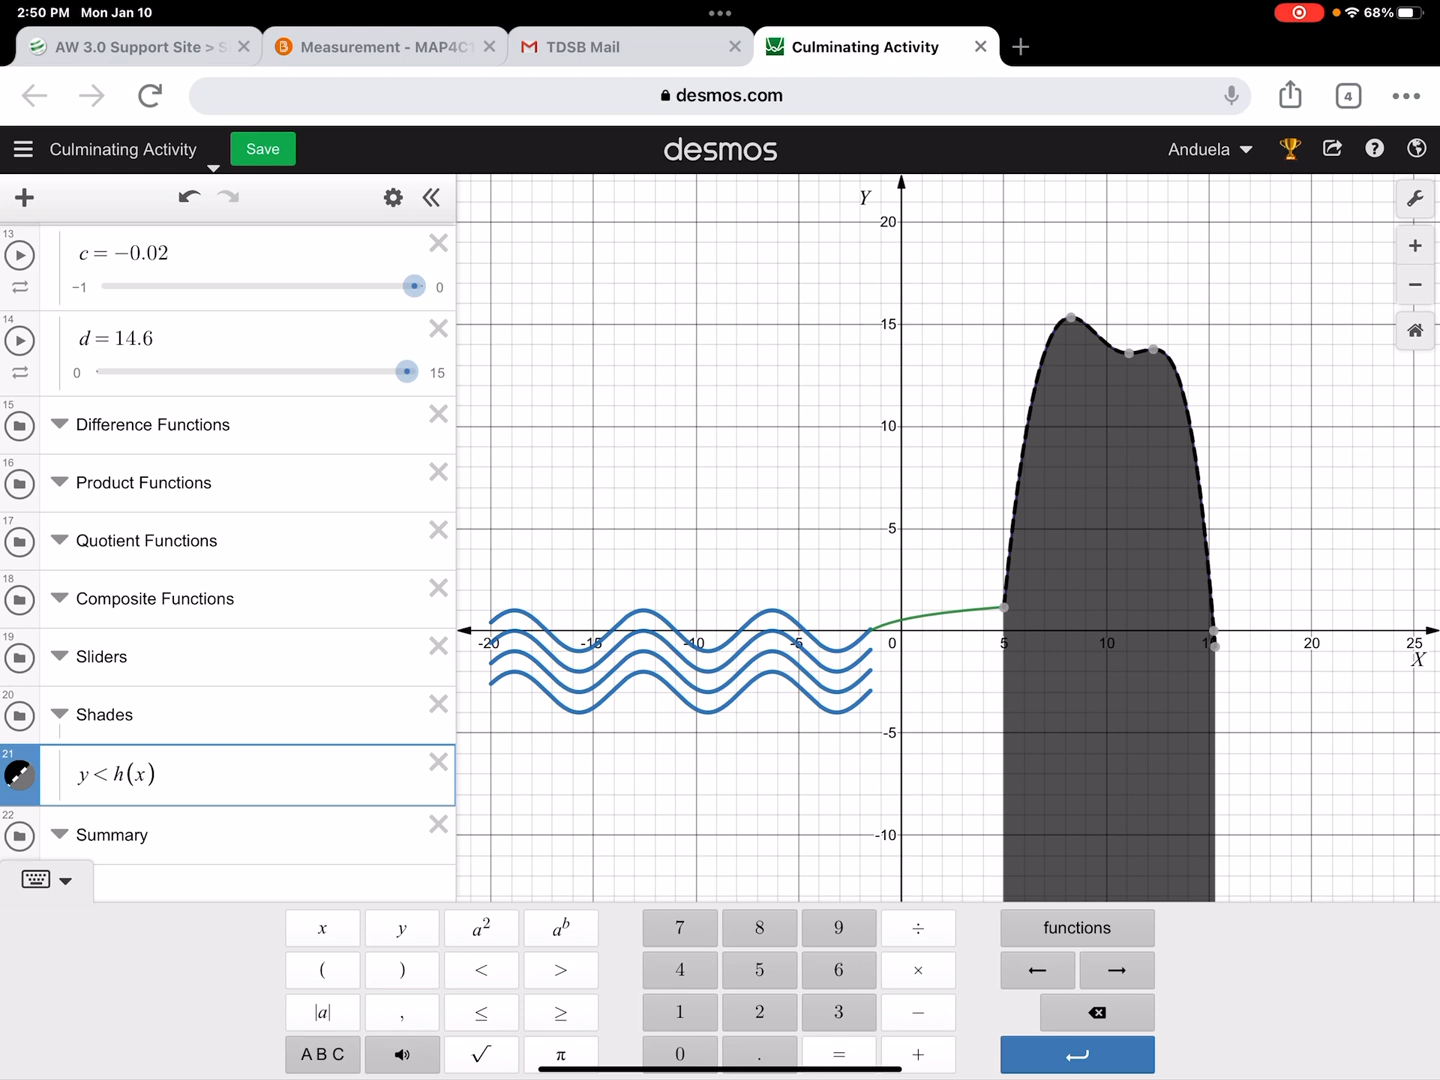 2:50 PM Mon Jan 10
68%
AW 3.0 Support Site > S
Measurement - MAP4C1
TDSB Mail
Culminating Activity
desmos.com
4
Culminating Activity
Save
desmos
Anduela
13
c = −0.02
−1
0
14
d = 14.6
0
15
15
Difference Functions
16
Product Functions
17
Quotient Functions
18
Composite Functions
19
Sliders
20
Shades
21
y < h(x)
22
Summary
Y
20
15
10
5
-20
-15
-10
-5
0
5
10
20
25
X
-5
-10
x y a² aᵇ 7 8 9 ÷ functions
( ) < > 4 5 6 × ← →
|a| , ≤ ≥ 1 2 3 −
A B C √ π 0 . = +